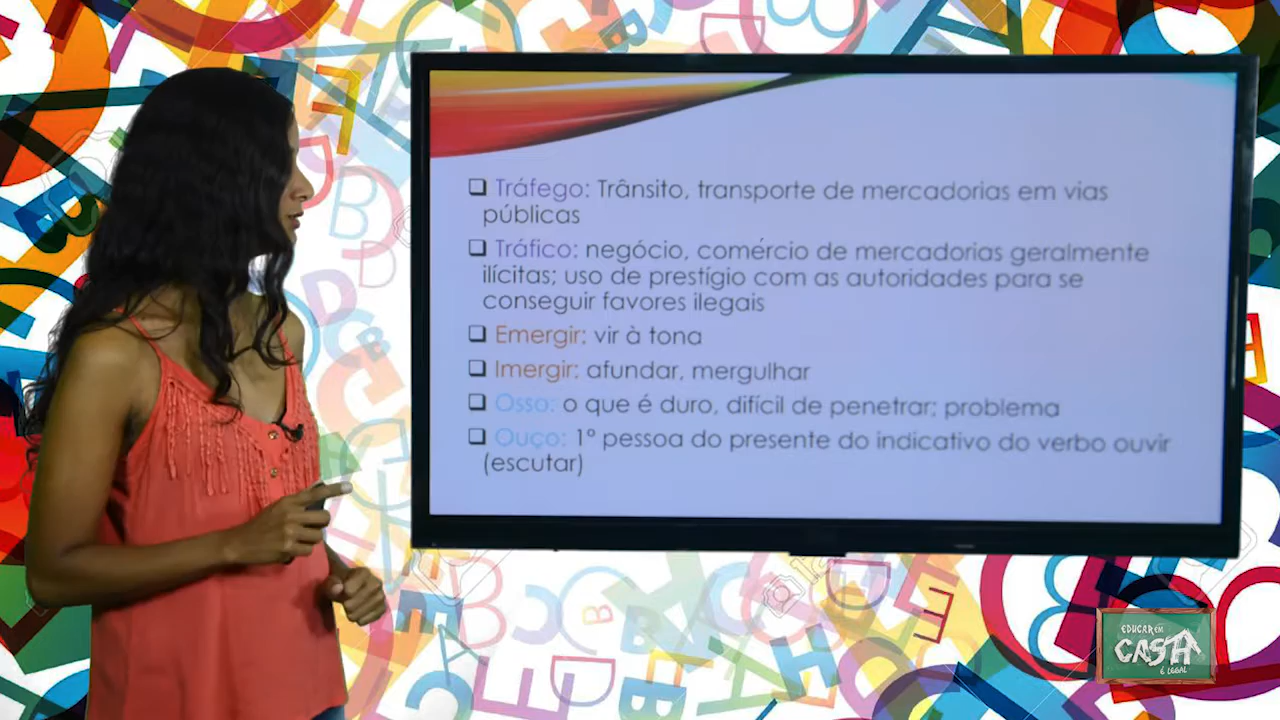 ❑ Tráfego: Trânsito, transporte de mercadorias em vias
públicas
❑ Tráfico: negócio, comércio de mercadorias geralmente
ilícitas; uso de prestígio com as autoridades para se
conseguir favores ilegais
❑ Emergir: vir à tona
❑ Imergir: afundar, mergulhar
❑ Osso: o que é duro, difícil de penetrar; problema
❑ Ouço: 1º pessoa do presente do indicativo do verbo ouvir
(escutar)
EDUCAR EM
CASA
É LEGAL